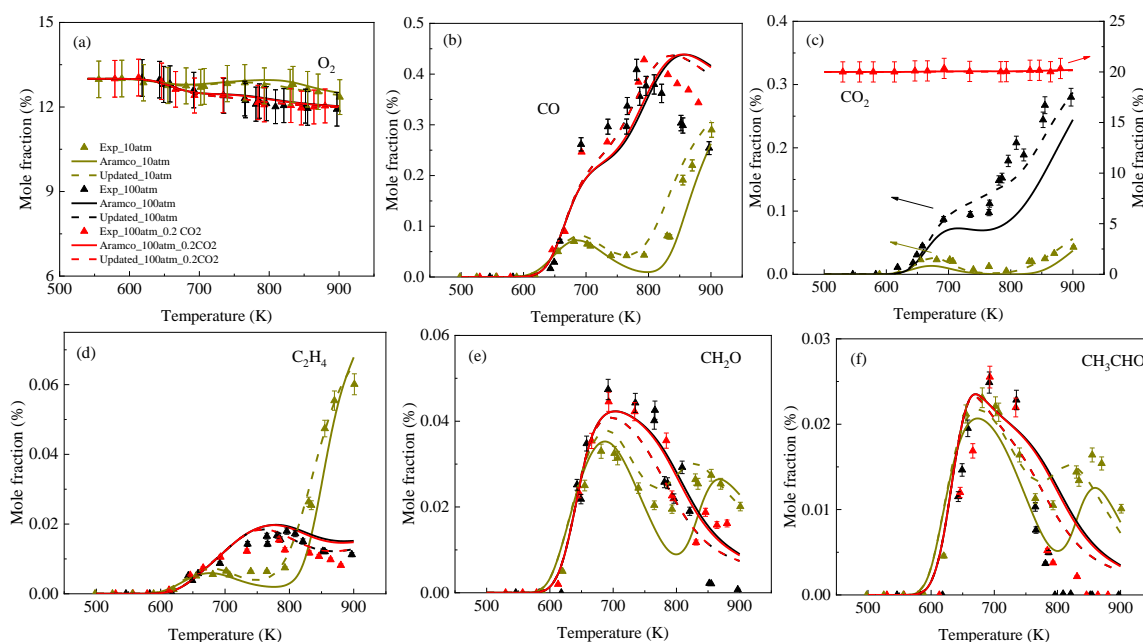 (a)
O2
Mole fraction (%)
15
12
9
6
Exp_10atm
Aramco_10atm
Updated_10atm
Exp_100atm
Aramco_100atm
Updated_100atm
Exp_100atm_0.2 CO2
Aramco_100atm_0.2CO2
Updated_100atm_0.2CO2
500 600 700 800 900
Temperature (K)
(b)
CO
Mole fraction (%)
0.5
0.4
0.3
0.2
0.1
0.0
500 600 700 800 900
Temperature (K)
(c)
CO2
Mole fraction (%)
0.4
0.3
0.2
0.1
0.0
25
20
15
10
5
0
Mole fraction (%)
500 600 700 800 900
Temperature (K)
(d)
C2H4
Mole fraction (%)
0.06
0.04
0.02
0.00
500 600 700 800 900
Temperature (K)
(e)
CH2O
Mole fraction (%)
0.06
0.04
0.02
0.00
500 600 700 800 900
Temperature (K)
(f)
CH3CHO
Mole fraction (%)
0.03
0.02
0.01
0.00
500 600 700 800 900
Temperature (K)